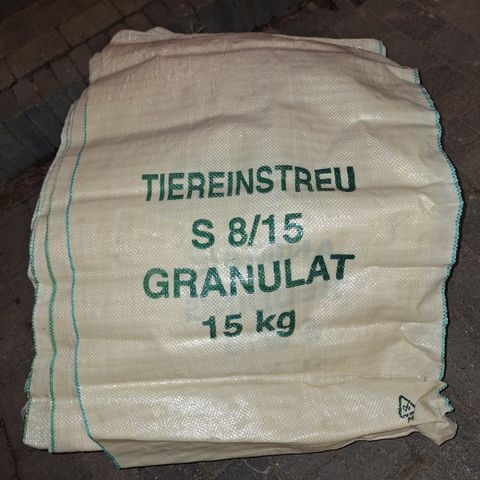 TIEREINSTREU
S 8/15
GRANULAT
15 kg